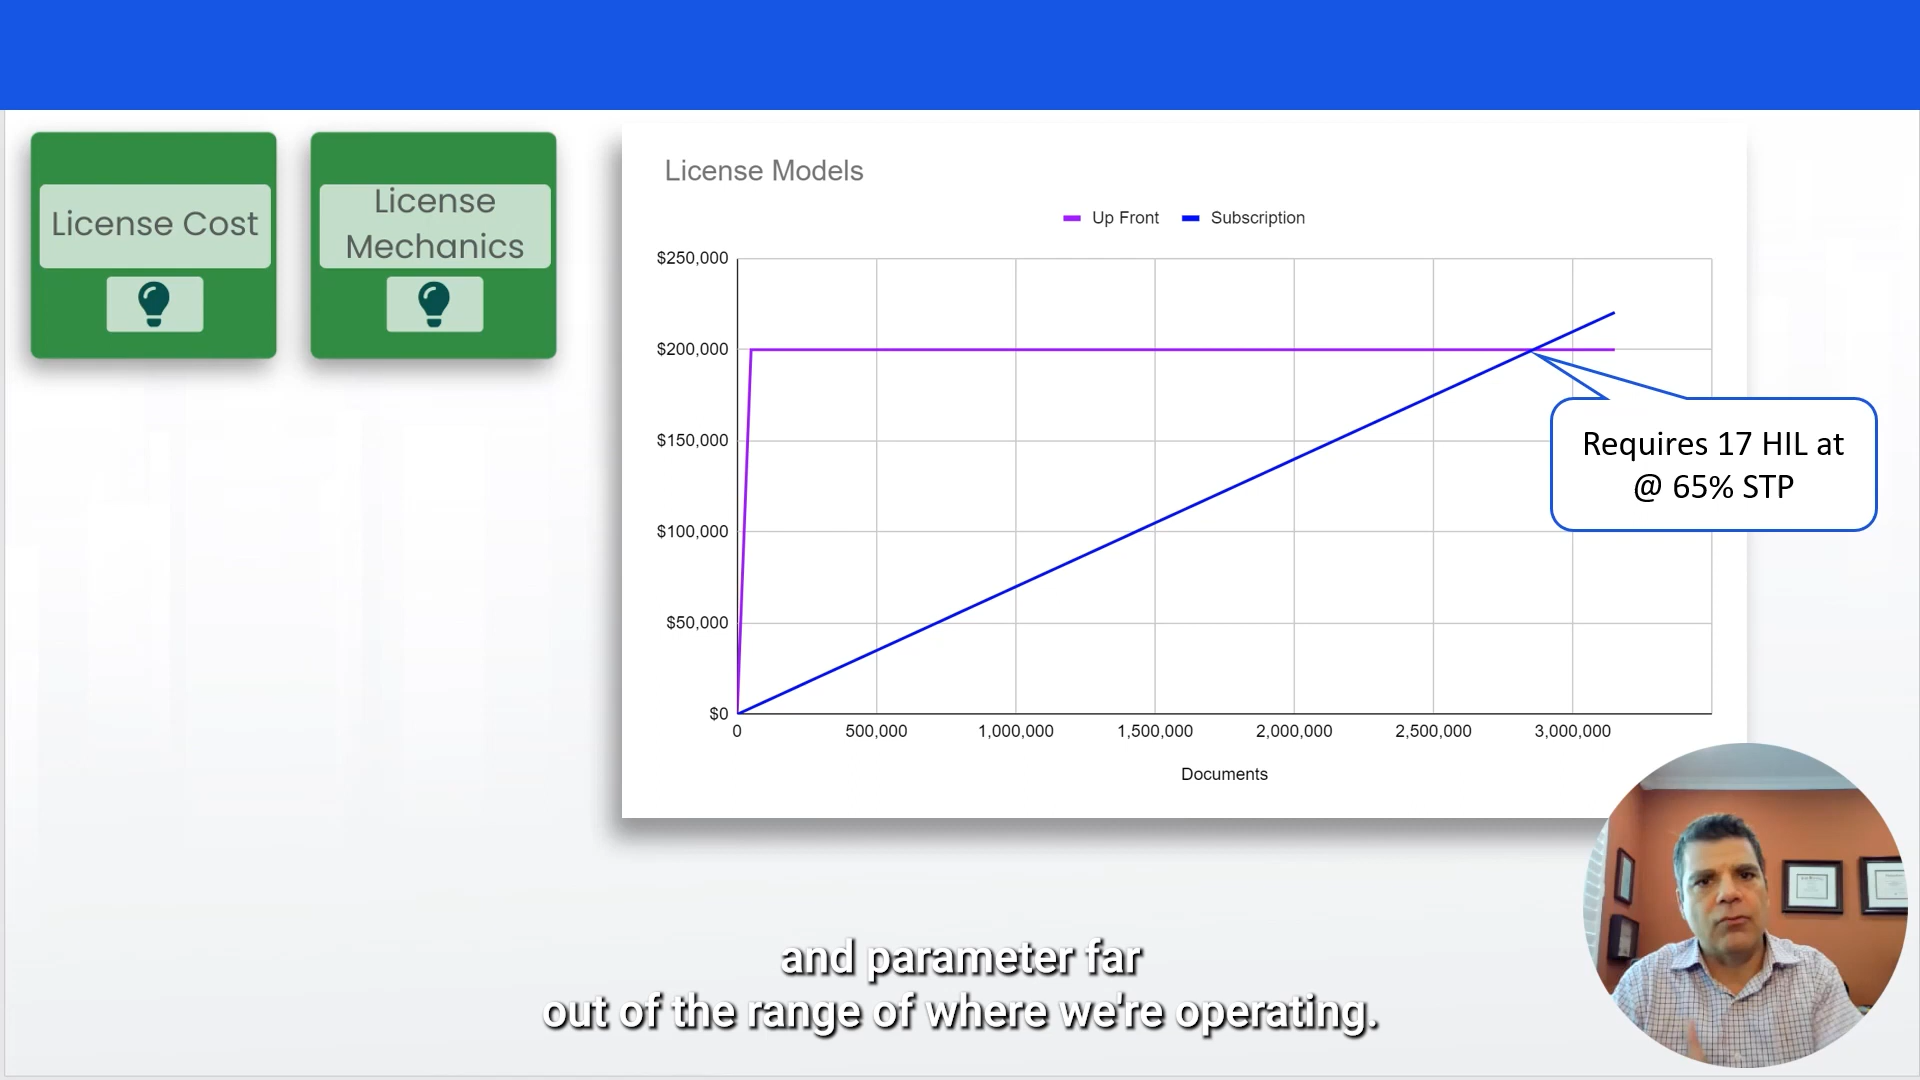 License Cost
License
Mechanics
License Models
Up Front
Subscription
$250,000
$200,000
$150,000
$100,000
$50,000
$0
0
500,000
1,000,000
1,500,000
2,000,000
2,500,000
3,000,000
Documents
Requires 17 HIL at
@ 65% STP
and parameter far
out of the range of where we're operating.